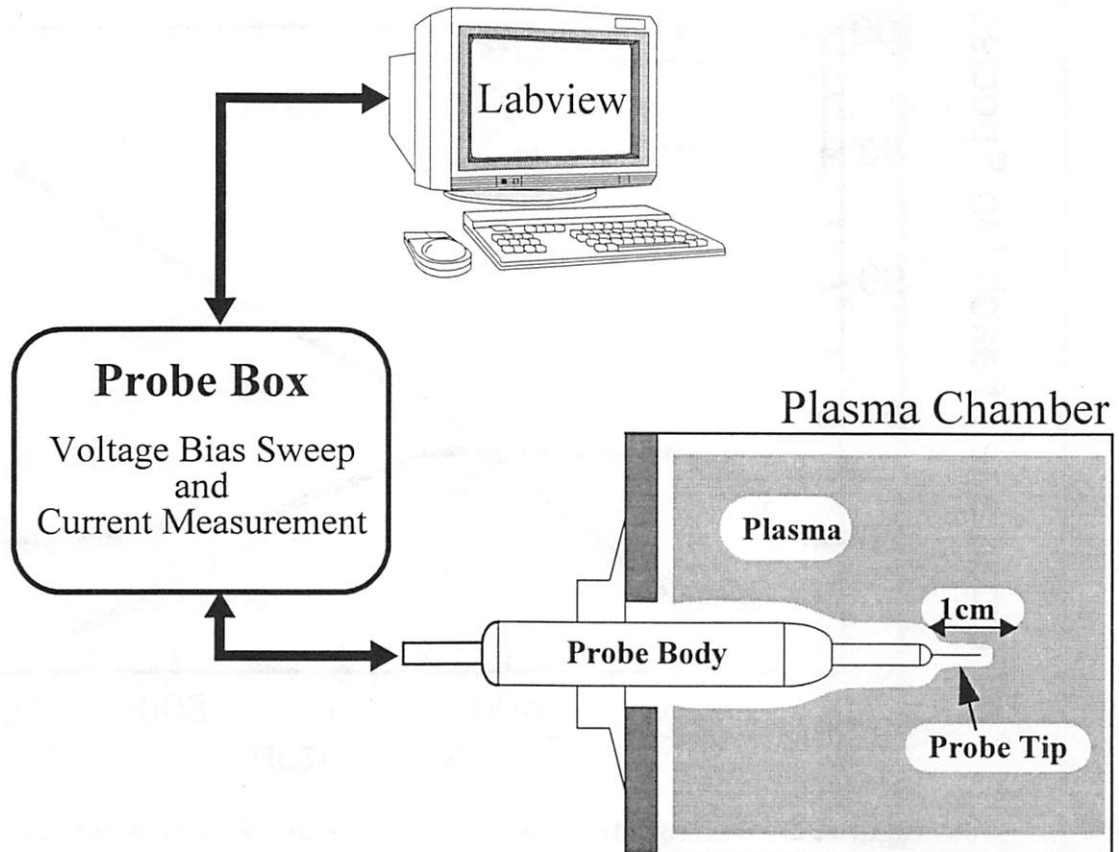 Labview
Probe Box
Voltage Bias Sweep
and
Current Measurement
Plasma Chamber
Plasma
1cm
Probe Body
Probe Tip